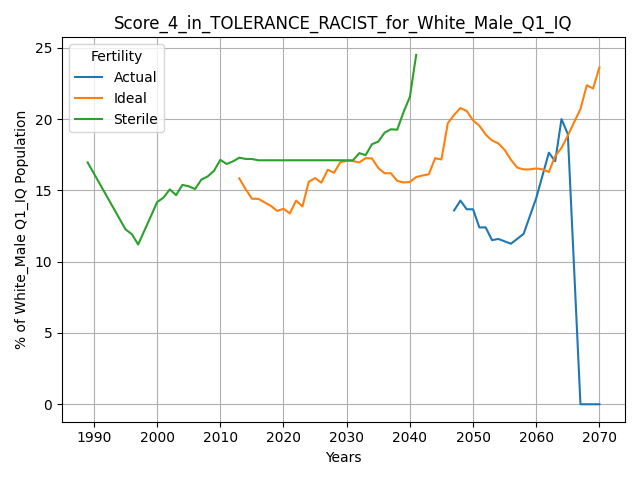 Score_4_in_TOLERANCE_RACIST_for_White_Male_Q1_IQ
Fertility
Actual
Ideal
Sterile
% of White_Male Q1_IQ Population
25
20
15
10
5
0
1990 2000 2010 2020 2030 2040 2050 2060 2070
Years